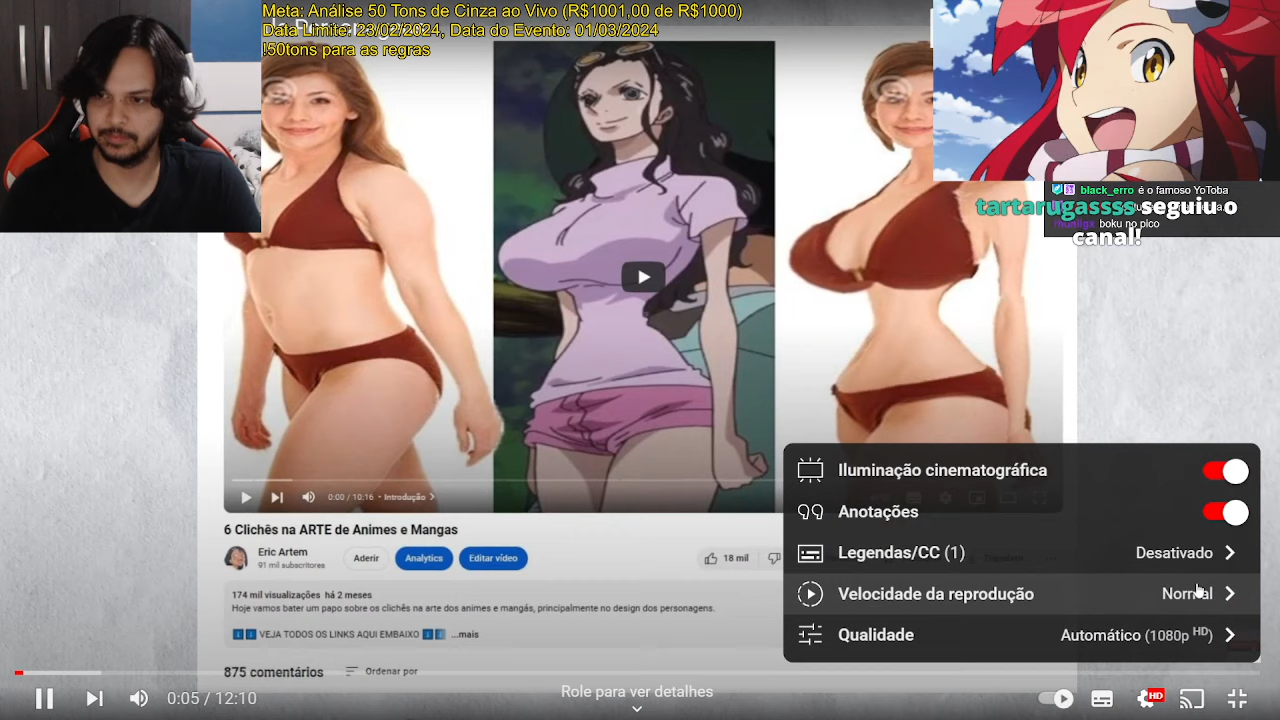 Meta: Análise 50 Tons de Cinza ao Vivo (R$1001,00 de R$1000)
Data Limite: 23/02/2024, Data do Evento: 01/03/2024
!50tons para as regras
black_erro é o famoso YoToba
tartarugassss seguiu o
canal!
boku no pico
0:00 / 10:16 • Introdução
6 Clichês na ARTE de Animes e Mangas
Eric Artem
91 mil subscritores
Aderir
Analytics
Editar vídeo
18 mil
174 mil visualizações há 2 meses
Hoje vamos bater um papo sobre os clichês na arte dos animes e mangás, principalmente no design dos personagens.
VEJA TODOS OS LINKS AQUI EMBAIXO ...mais
875 comentários
Ordenar por
Iluminação cinematográfica
Anotações
Legendas/CC (1) Desativado
Velocidade da reprodução Normal
Qualidade Automático (1080p HD)
Role para ver detalhes
0:05 / 12:10
HD